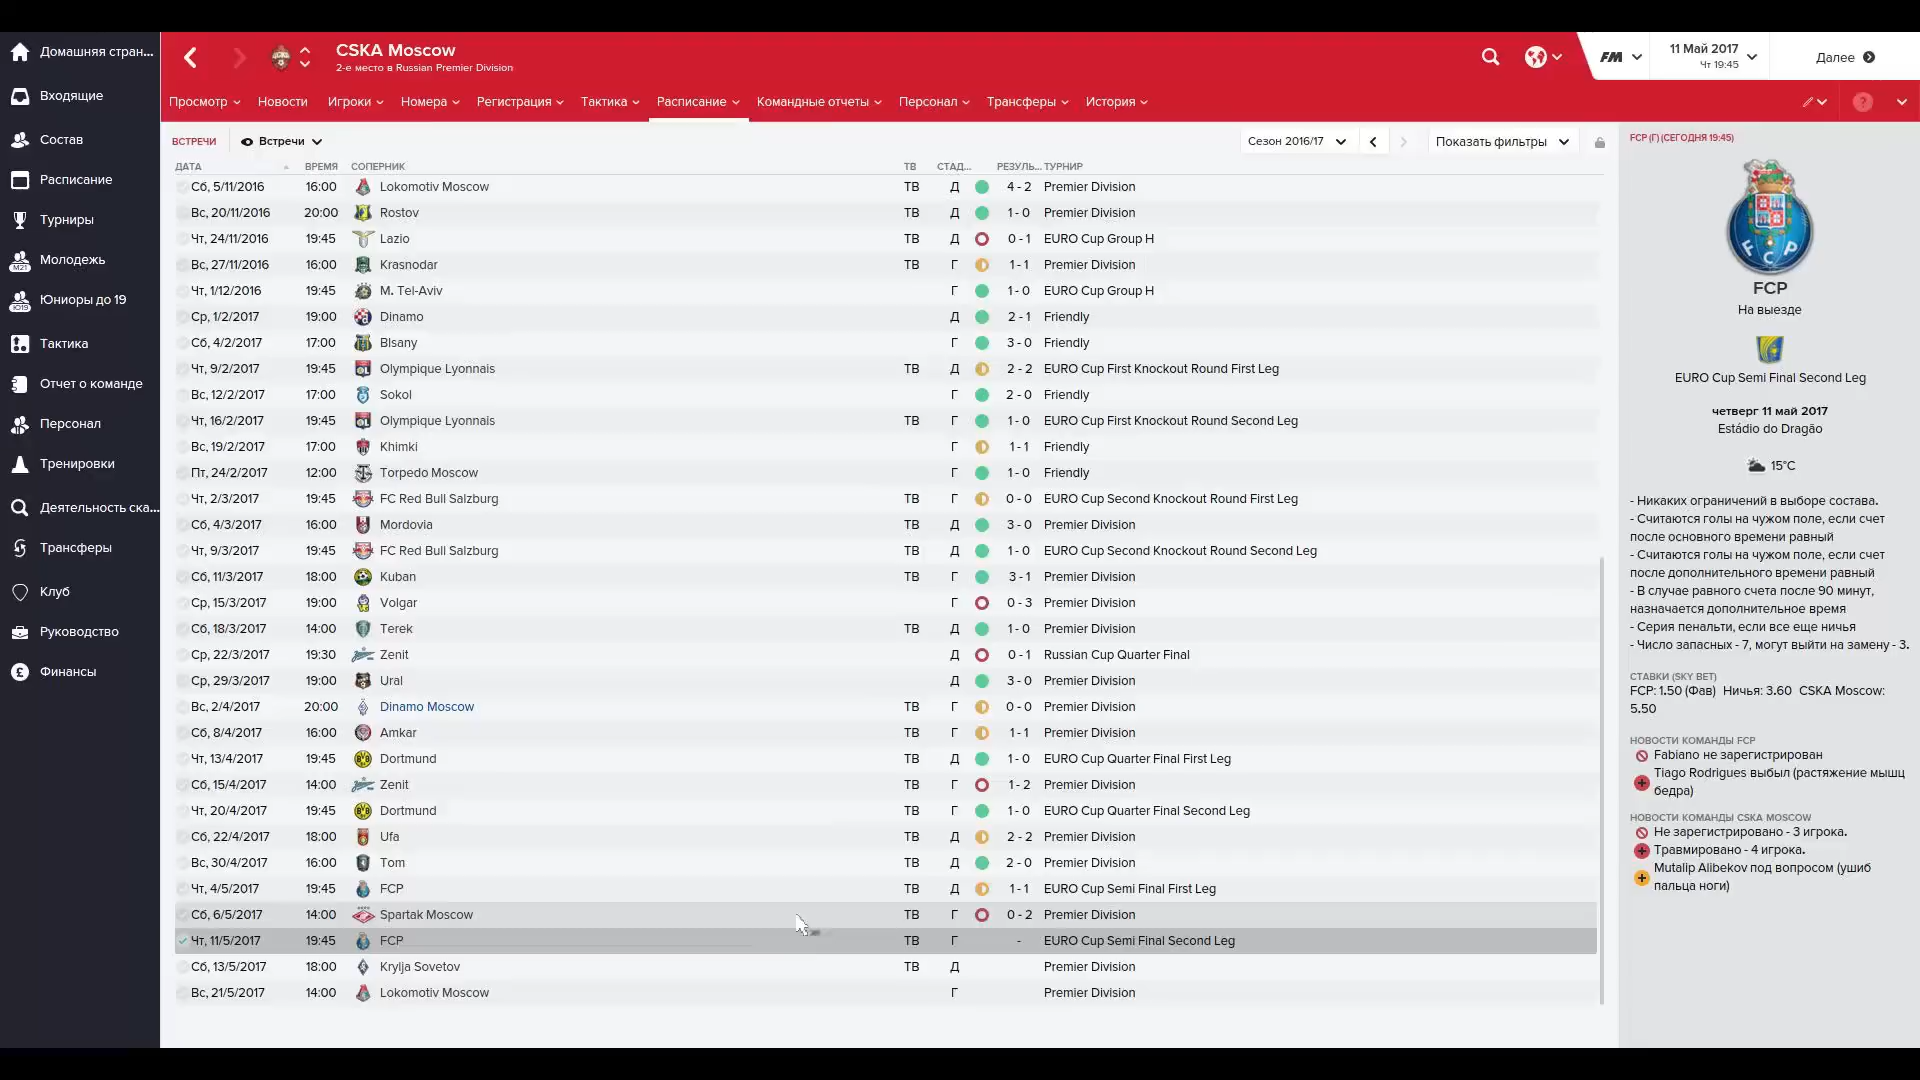 Домашняя стран...
Входящие
Состав
Расписание
Турниры
Молодежь
Юниоры до 19
Тактика
Отчет о команде
Персонал
Тренировки
Деятельность ска...
Трансферы
Клуб
Руководство
Финансы
CSKA Moscow
2-е место в Russian Premier Division
FM
11 Май 2017
Чт 19:45
Далее
Просмотр Новости Игроки Номера Регистрация Тактика Расписание Командные отчеты Персонал Трансферы История
ВСТРЕЧИ Встречи Сезон 2016/17 Показать фильтры
ДАТА ВРЕМЯ СОПЕРНИК ТВ СТАД... РЕЗУЛЬ... ТУРНИР
Сб, 5/11/2016 16:00 Lokomotiv Moscow ТВ Д 4 - 2 Premier Division
Вс, 20/11/2016 20:00 Rostov ТВ Д 1 - 0 Premier Division
Чт, 24/11/2016 19:45 Lazio ТВ Д 0 - 1 EURO Cup Group H
Вс, 27/11/2016 16:00 Krasnodar ТВ Г 1 - 1 Premier Division
Чт, 1/12/2016 19:45 M. Tel-Aviv Г 1 - 0 EURO Cup Group H
Ср, 1/2/2017 19:00 Dinamo Д 2 - 1 Friendly
Сб, 4/2/2017 17:00 Blsany Г 3 - 0 Friendly
Чт, 9/2/2017 19:45 Olympique Lyonnais ТВ Д 2 - 2 EURO Cup First Knockout Round First Leg
Вс, 12/2/2017 17:00 Sokol Г 2 - 0 Friendly
Чт, 16/2/2017 19:45 Olympique Lyonnais ТВ Г 1 - 0 EURO Cup First Knockout Round Second Leg
Вс, 19/2/2017 17:00 Khimki Г 1 - 1 Friendly
Пт, 24/2/2017 12:00 Torpedo Moscow Г 1 - 0 Friendly
Чт, 2/3/2017 19:45 FC Red Bull Salzburg ТВ Г 0 - 0 EURO Cup Second Knockout Round First Leg
Сб, 4/3/2017 16:00 Mordovia ТВ Д 3 - 0 Premier Division
Чт, 9/3/2017 19:45 FC Red Bull Salzburg ТВ Д 1 - 0 EURO Cup Second Knockout Round Second Leg
Сб, 11/3/2017 18:00 Kuban ТВ Г 3 - 1 Premier Division
Ср, 15/3/2017 19:00 Volgar Г 0 - 3 Premier Division
Сб, 18/3/2017 14:00 Terek ТВ Д 1 - 0 Premier Division
Ср, 22/3/2017 19:30 Zenit Д 0 - 1 Russian Cup Quarter Final
Ср, 29/3/2017 19:00 Ural Д 3 - 0 Premier Division
Вс, 2/4/2017 20:00 Dinamo Moscow ТВ Г 0 - 0 Premier Division
Сб, 8/4/2017 16:00 Amkar ТВ Г 1 - 1 Premier Division
Чт, 13/4/2017 19:45 Dortmund ТВ Д 1 - 0 EURO Cup Quarter Final First Leg
Сб, 15/4/2017 14:00 Zenit ТВ Г 1 - 2 Premier Division
Чт, 20/4/2017 19:45 Dortmund ТВ Г 1 - 0 EURO Cup Quarter Final Second Leg
Сб, 22/4/2017 18:00 Ufa ТВ Д 2 - 2 Premier Division
Вс, 30/4/2017 16:00 Tom ТВ Д 2 - 0 Premier Division
Чт, 4/5/2017 19:45 FCP ТВ Д 1 - 1 EURO Cup Semi Final First Leg
Сб, 6/5/2017 14:00 Spartak Moscow ТВ Г 0 - 2 Premier Division
Чт, 11/5/2017 19:45 FCP ТВ Г - EURO Cup Semi Final Second Leg
Сб, 13/5/2017 18:00 Krylja Sovetov ТВ Д Premier Division
Вс, 21/5/2017 14:00 Lokomotiv Moscow Г Premier Division
FCP (Г) (СЕГОДНЯ 19:45)
FCP
FCP
На выезде
EURO Cup Semi Final Second Leg
четверг 11 май 2017
Estádio do Dragão
15°C
- Никаких ограничений в выборе состава.
- Считаются голы на чужом поле, если счет
после основного времени равный
- Считаются голы на чужом поле, если счет
после дополнительного времени равный
- В случае равного счета после 90 минут,
назначается дополнительное время
- Серия пенальти, если все еще ничья
- Число запасных - 7, могут выйти на замену - 3.
СТАВКИ (SKY BET)
FCP: 1.50 (Фав) Ничья: 3.60 CSKA Moscow:
5.50
НОВОСТИ КОМАНДЫ FCP
Fabiano не зарегистрирован
Tiago Rodrigues выбыл (растяжение мышц
бедра)
НОВОСТИ КОМАНДЫ CSKA MOSCOW
Не зарегистрировано - 3 игрока.
Травмировано - 4 игрока.
Mutalip Alibekov под вопросом (ушиб
пальца ноги)